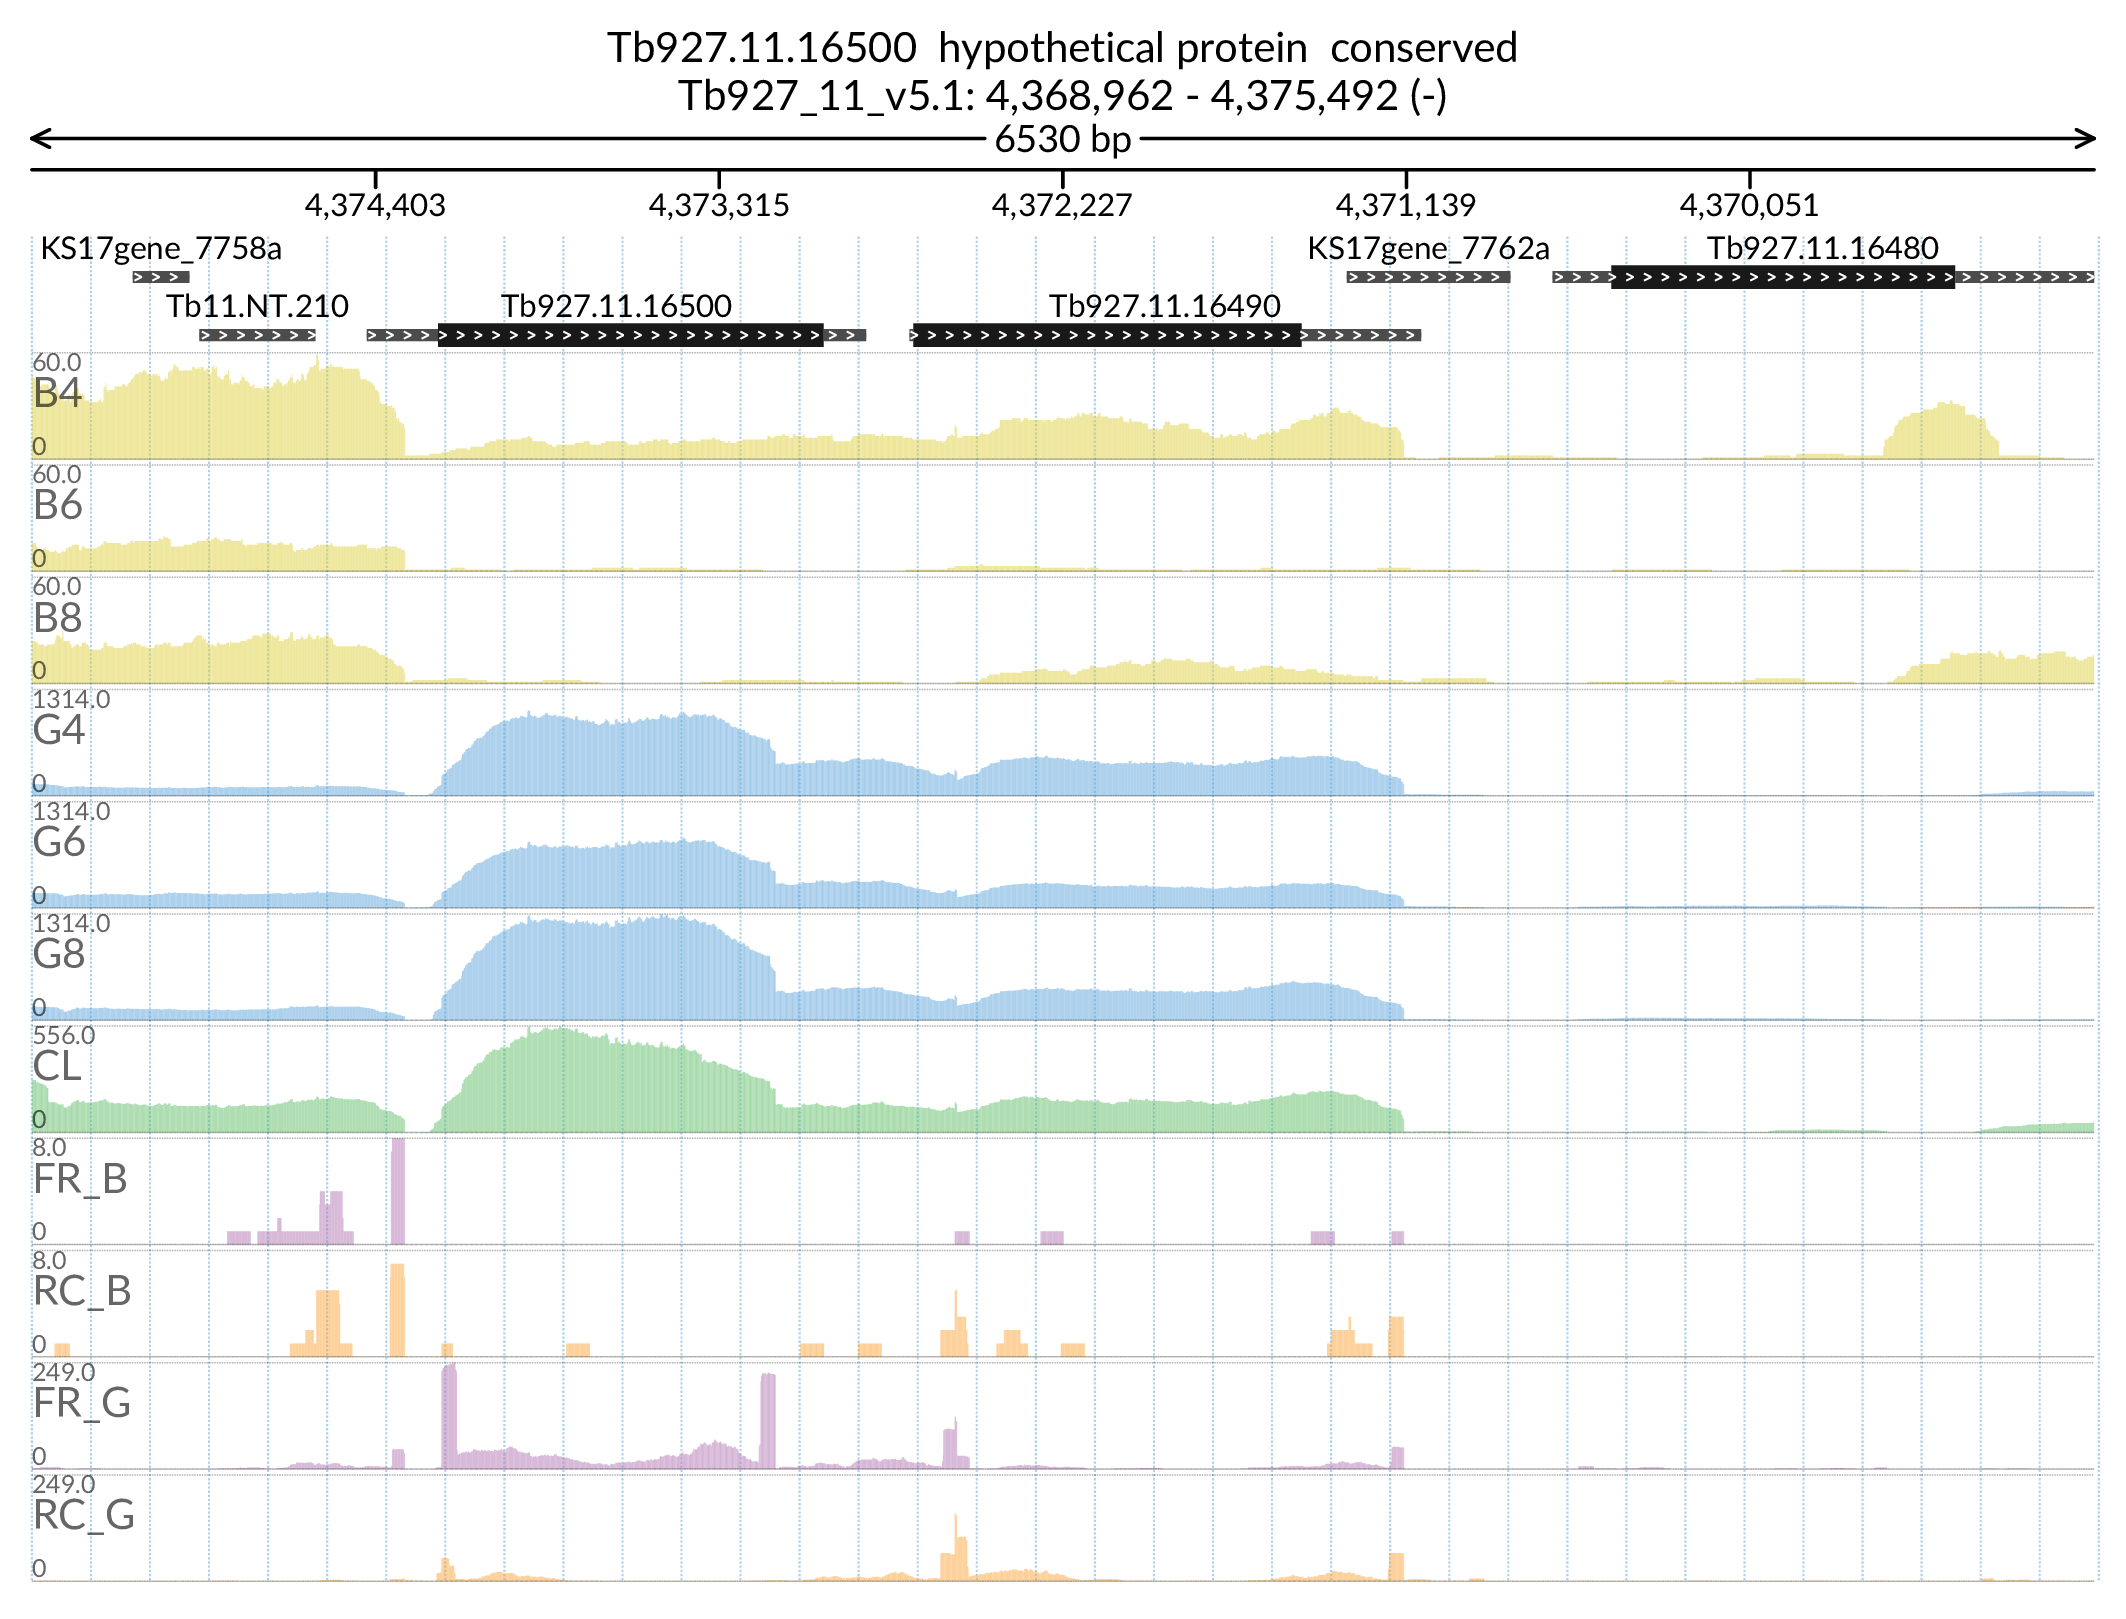 Tb927.11.16500  hypothetical protein  conserved
Tb927_11_v5.1: 4,368,962 - 4,375,492 (-)
6530 bp
4,374,403 4,373,315 4,372,227 4,371,139 4,370,051
KS17gene_7758a KS17gene_7762a Tb927.11.16480
Tb11.NT.210 Tb927.11.16500 Tb927.11.16490
60.0
B4
0
60.0
B6
0
60.0
B8
0
1314.0
G4
0
1314.0
G6
0
1314.0
G8
0
556.0
CL
0
8.0
FR_B
0
8.0
RC_B
0
249.0
FR_G
0
249.0
RC_G
0